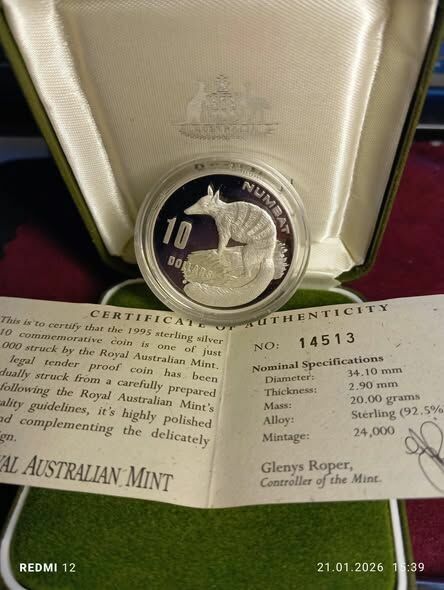 NUMBAT
10
DOLLARS
CERTIFICATE OF AUTHENTICITY
This is to certify that the 1995 sterling silver
10 commemorative coin is one of just
,000 struck by the Royal Australian Mint.
legal tender proof coin has been
dually struck from a carefully prepared
following the Royal Australian Mint's
ality guidelines, it's highly polished
nd complementing the delicately
ign.
YAL AUSTRALIAN MINT
NO: 14513
Nominal Specifications
Diameter: 34.10 mm
Thickness: 2.90 mm
Mass: 20.00 grams
Alloy: Sterling (92.5%
Mintage: 24,000
Glenys Roper,
Controller of the Mint.
REDMI 12
21.01.2026 15:39